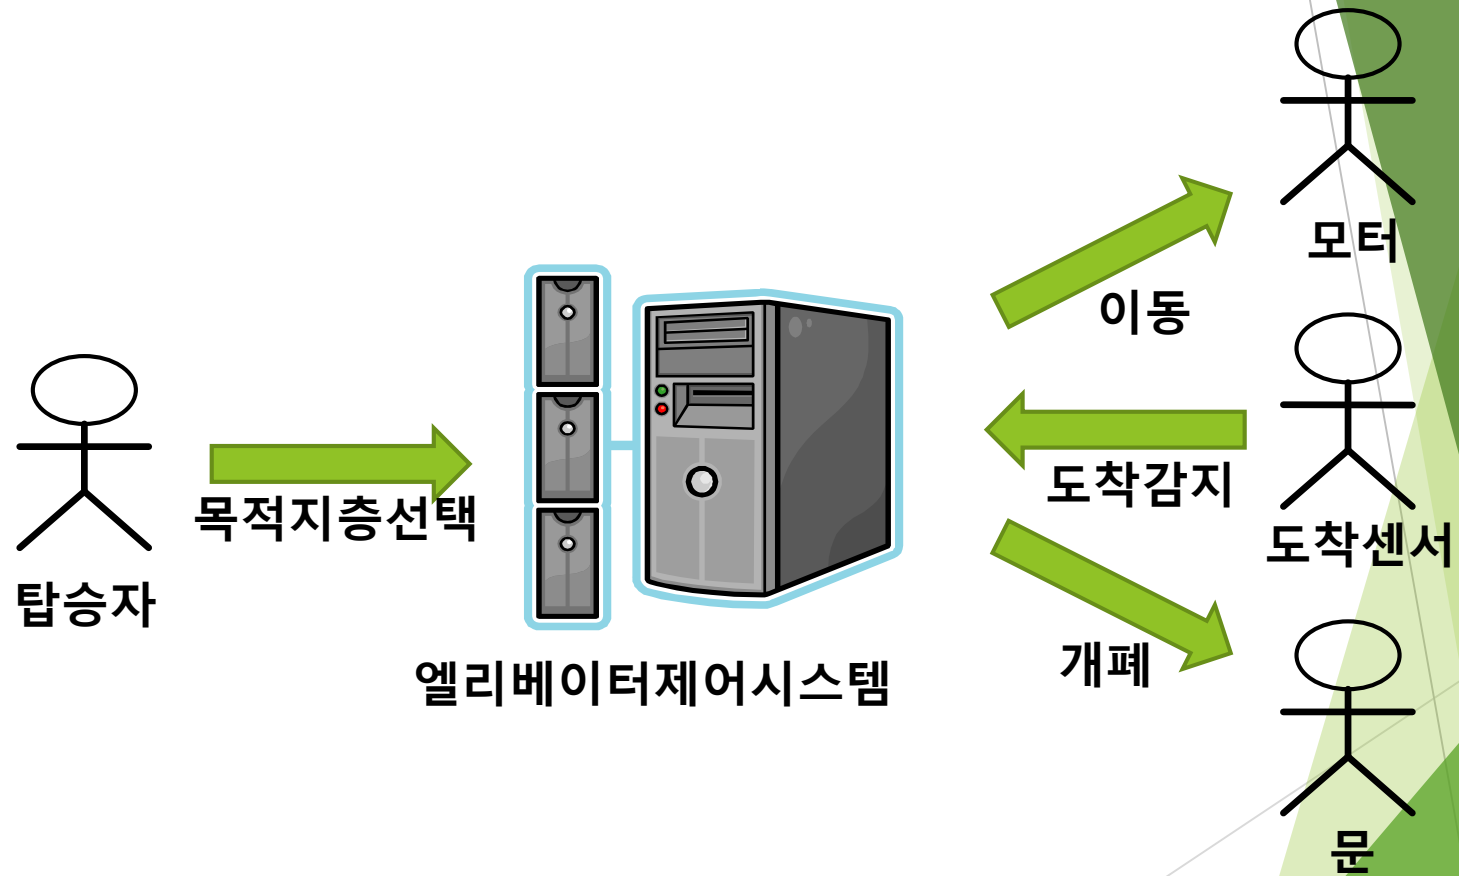 모터
이동
도착감지
목적지층선택
도착센서
탑승자
개폐
엘리베이터제어시스템
문